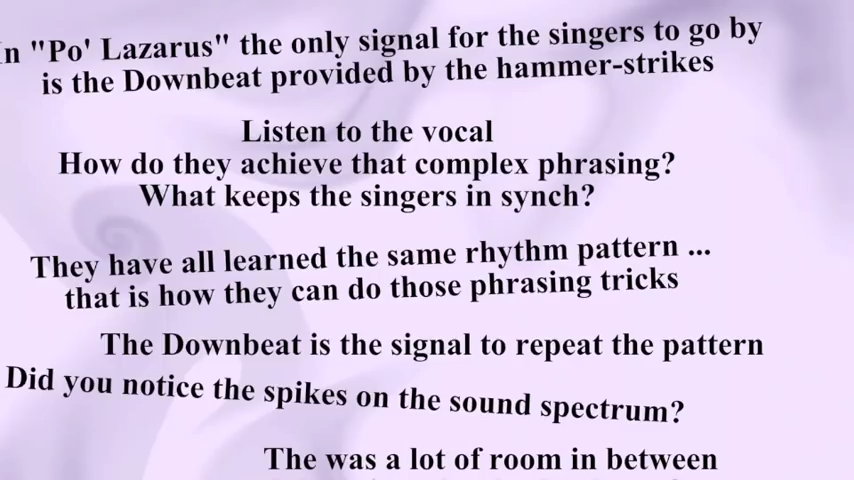 In "Po' Lazarus" the only signal for the singers to go by
is the Downbeat provided by the hammer-strikes
Listen to the vocal
How do they achieve that complex phrasing?
What keeps the singers in synch?
They have all learned the same rhythm pattern ...
that is how they can do those phrasing tricks
The Downbeat is the signal to repeat the pattern
Did you notice the spikes on the sound spectrum?
The was a lot of room in between